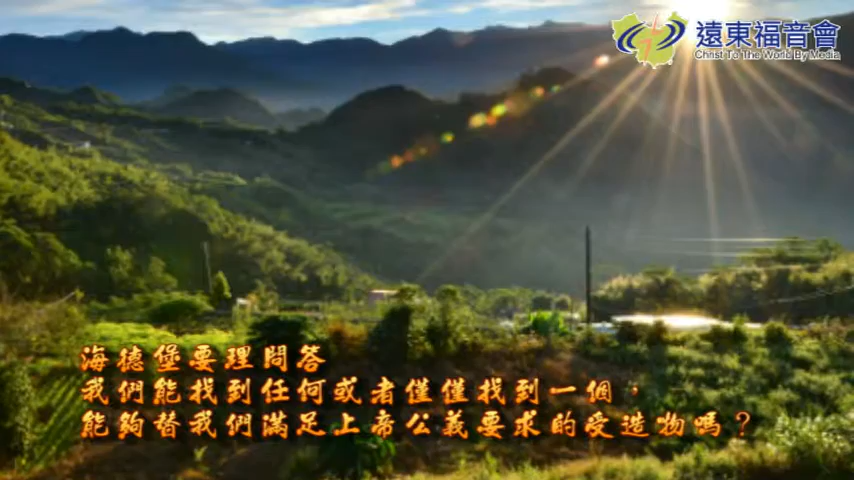 遠東福音會
Christ To The World By Media
海德堡要理問答
我們能找到任何或者僅僅找到一個，
能夠替我們滿足上帝公義要求的受造物嗎？